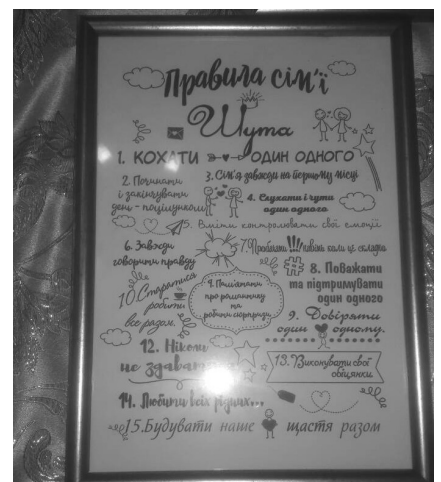 Правила сім'ї
Шута
1. КОХАТИ ОДИН ОДНОГО
2. Починати
і закінчувати
день - поцілунком
3. Сім'я завжди на першому місці
4. Слухати і чути
один одного
5. Вміти контролювати свої емоції
6. Завжди
говорити правду
7. Пробачати!!! навіть коли це складно
#
8. Поважати
та підтримувати
один одного
9. Пам'ятати
про романтику
та
робити сюрпризи
10. Старатися
робити
все разом.
9. Довіряти
один одному.
12. Ніколи
не здавати
13. Виконувати свої
обіцянки
14. Любити всіх рідних...
15. Будувати наше щастя разом